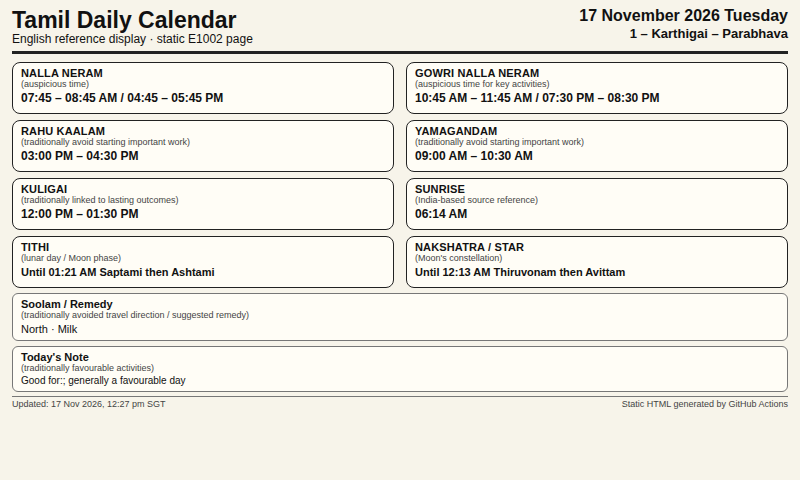 Tamil Daily Calendar
English reference display · static E1002 page
17 November 2026 Tuesday
1 – Karthigai – Parabhava
NALLA NERAM
(auspicious time)
07:45 – 08:45 AM / 04:45 – 05:45 PM
GOWRI NALLA NERAM
(auspicious time for key activities)
10:45 AM – 11:45 AM / 07:30 PM – 08:30 PM
RAHU KAALAM
(traditionally avoid starting important work)
03:00 PM – 04:30 PM
YAMAGANDAM
(traditionally avoid starting important work)
09:00 AM – 10:30 AM
KULIGAI
(traditionally linked to lasting outcomes)
12:00 PM – 01:30 PM
SUNRISE
(India-based source reference)
06:14 AM
TITHI
(lunar day / Moon phase)
Until 01:21 AM Saptami then Ashtami
NAKSHATRA / STAR
(Moon's constellation)
Until 12:13 AM Thiruvonam then Avittam
Soolam / Remedy
(traditionally avoided travel direction / suggested remedy)
North · Milk
Today's Note
(traditionally favourable activities)
Good for:; generally a favourable day
Updated: 17 Nov 2026, 12:27 pm SGT
Static HTML generated by GitHub Actions